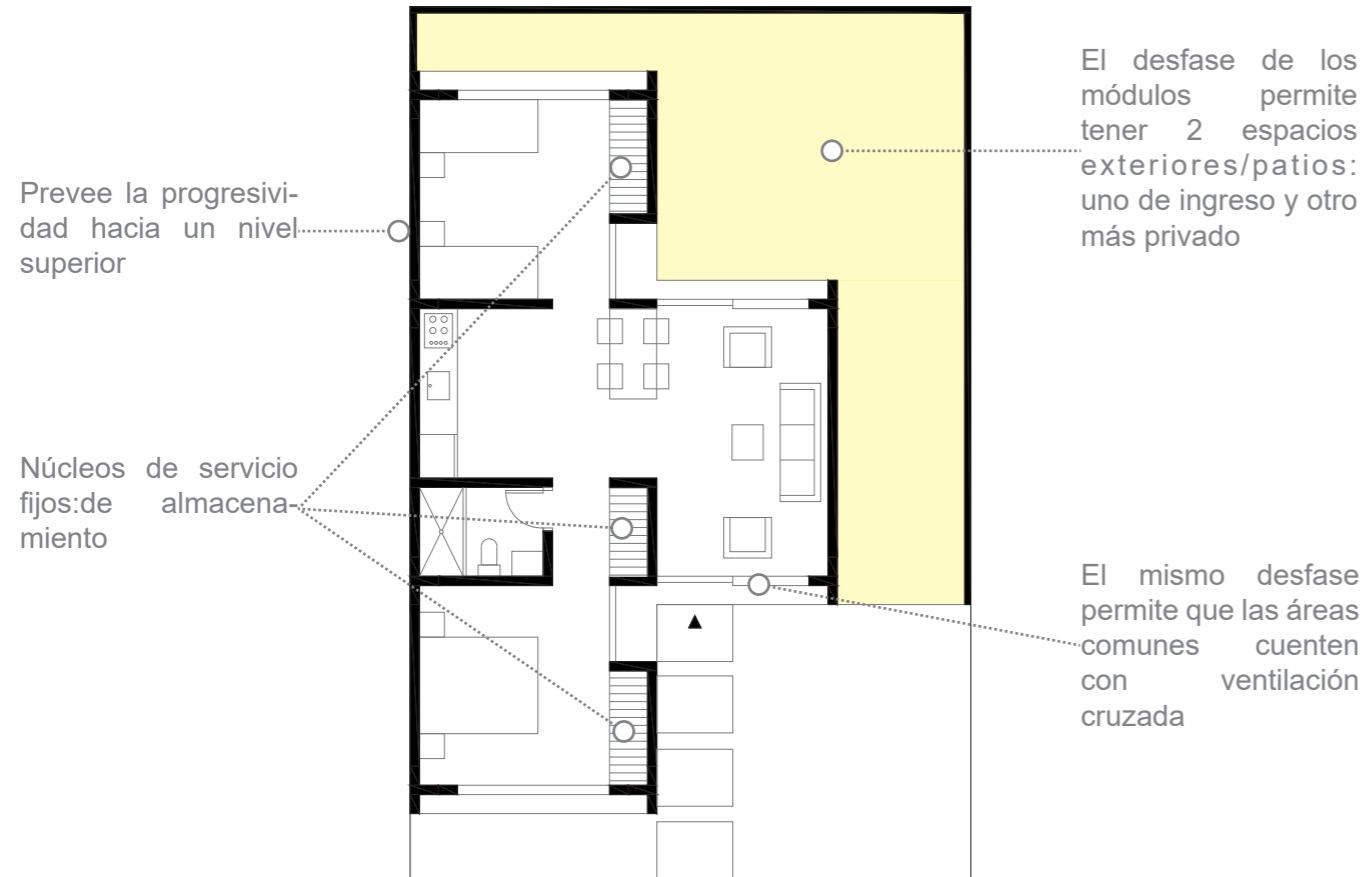 Prevee la progresivi-
dad hacia un nivel
superior
Núcleos de servicio
fijos:de almacena-
miento
El desfase de los
módulos permite
tener 2 espacios
exteriores/patios:
uno de ingreso y otro
más privado
El mismo desfase
permite que las áreas
comunes cuenten
con ventilación
cruzada